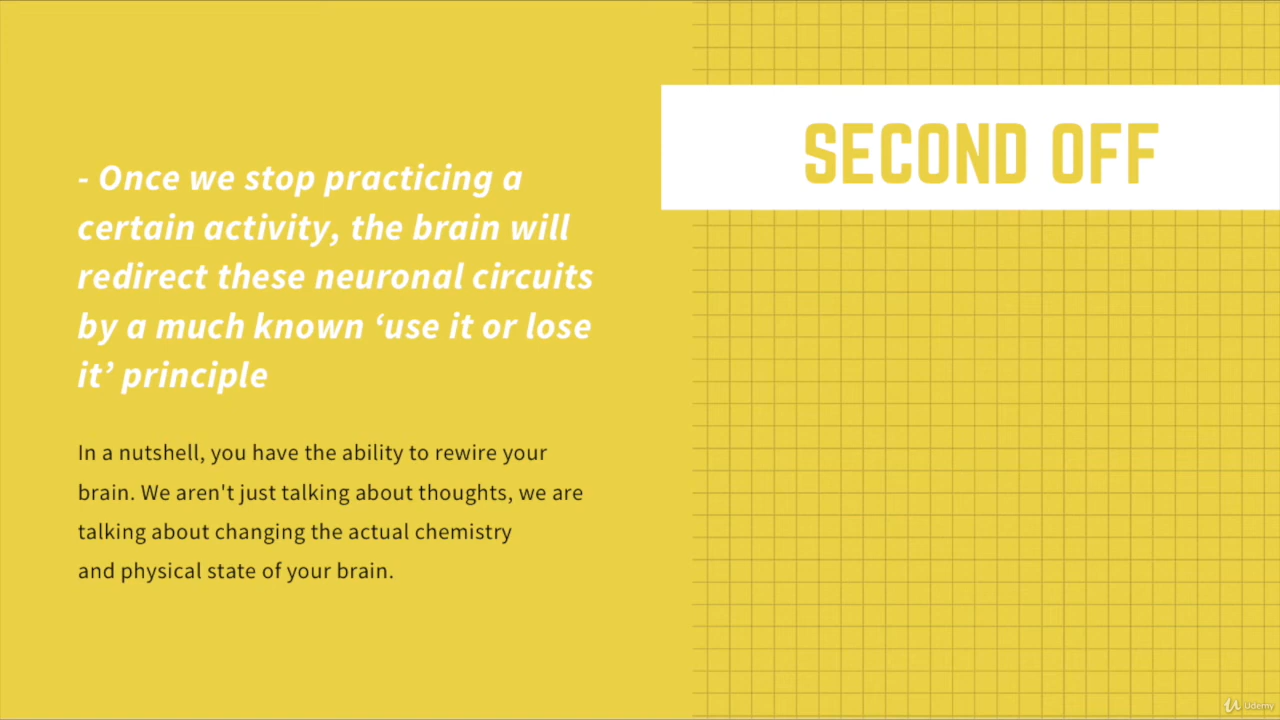 SECOND OFF
- Once we stop practicing a
certain activity, the brain will
redirect these neuronal circuits
by a much known ‘use it or lose
it’ principle
In a nutshell, you have the ability to rewire your
brain. We aren't just talking about thoughts, we are
talking about changing the actual chemistry
and physical state of your brain.
Udemy